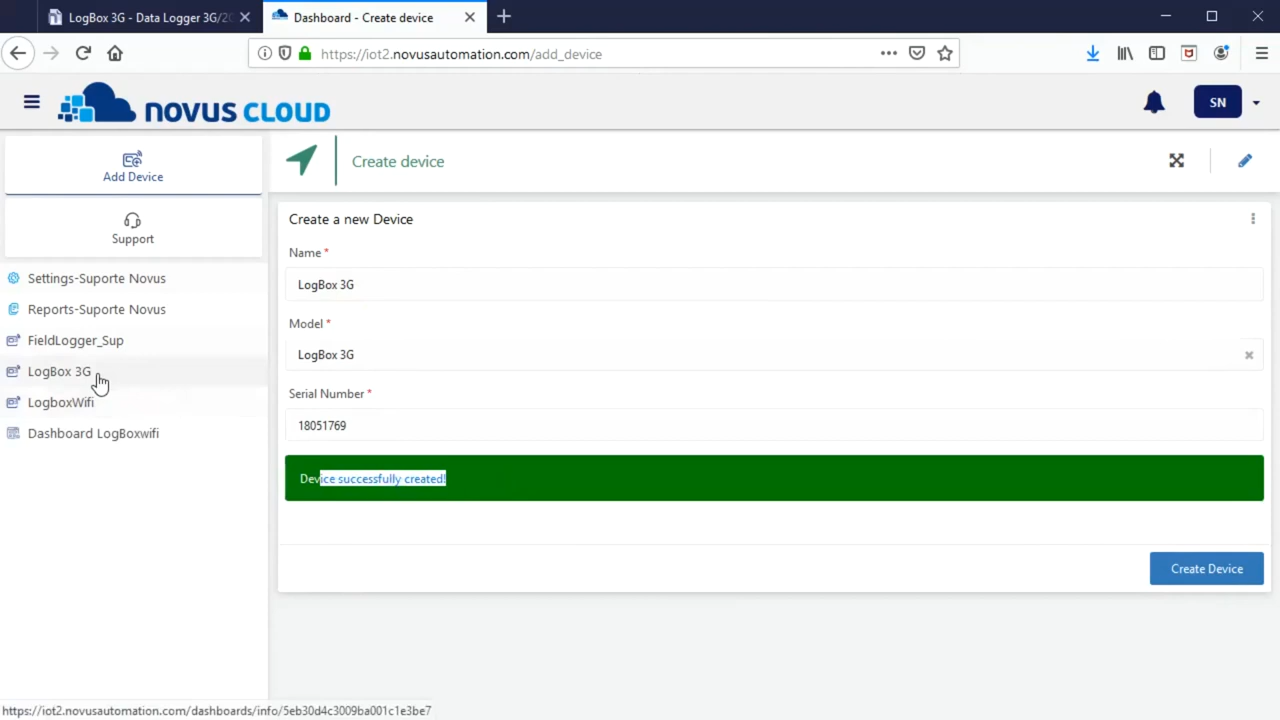 LogBox 3G - Data Logger 3G/2G
Dashboard - Create device
https://iot2.novusautomation.com/add_device
NOVUS CLOUD
SN
Add Device
Support
Settings-Suporte Novus
Reports-Suporte Novus
FieldLogger_Sup
LogBox 3G
LogboxWifi
Dashboard LogBoxwifi
Create device
Create a new Device
Name *
LogBox 3G
Model *
LogBox 3G
Serial Number *
18051769
Device successfully created!
Create Device
https://iot2.novusautomation.com/dashboards/info/5eb30d4c3009ba001c1e3be7